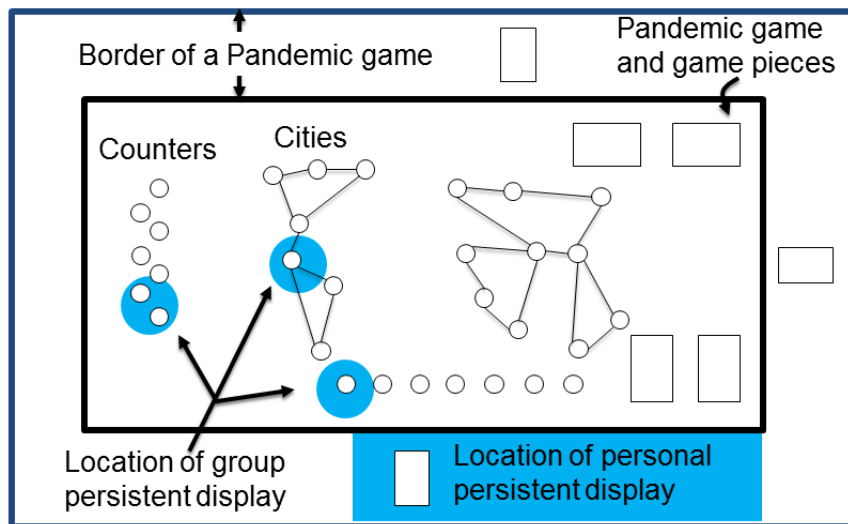 Border of a Pandemic game
Pandemic game
and game pieces
Counters
Cities
Location of group
persistent display
Location of personal
persistent display